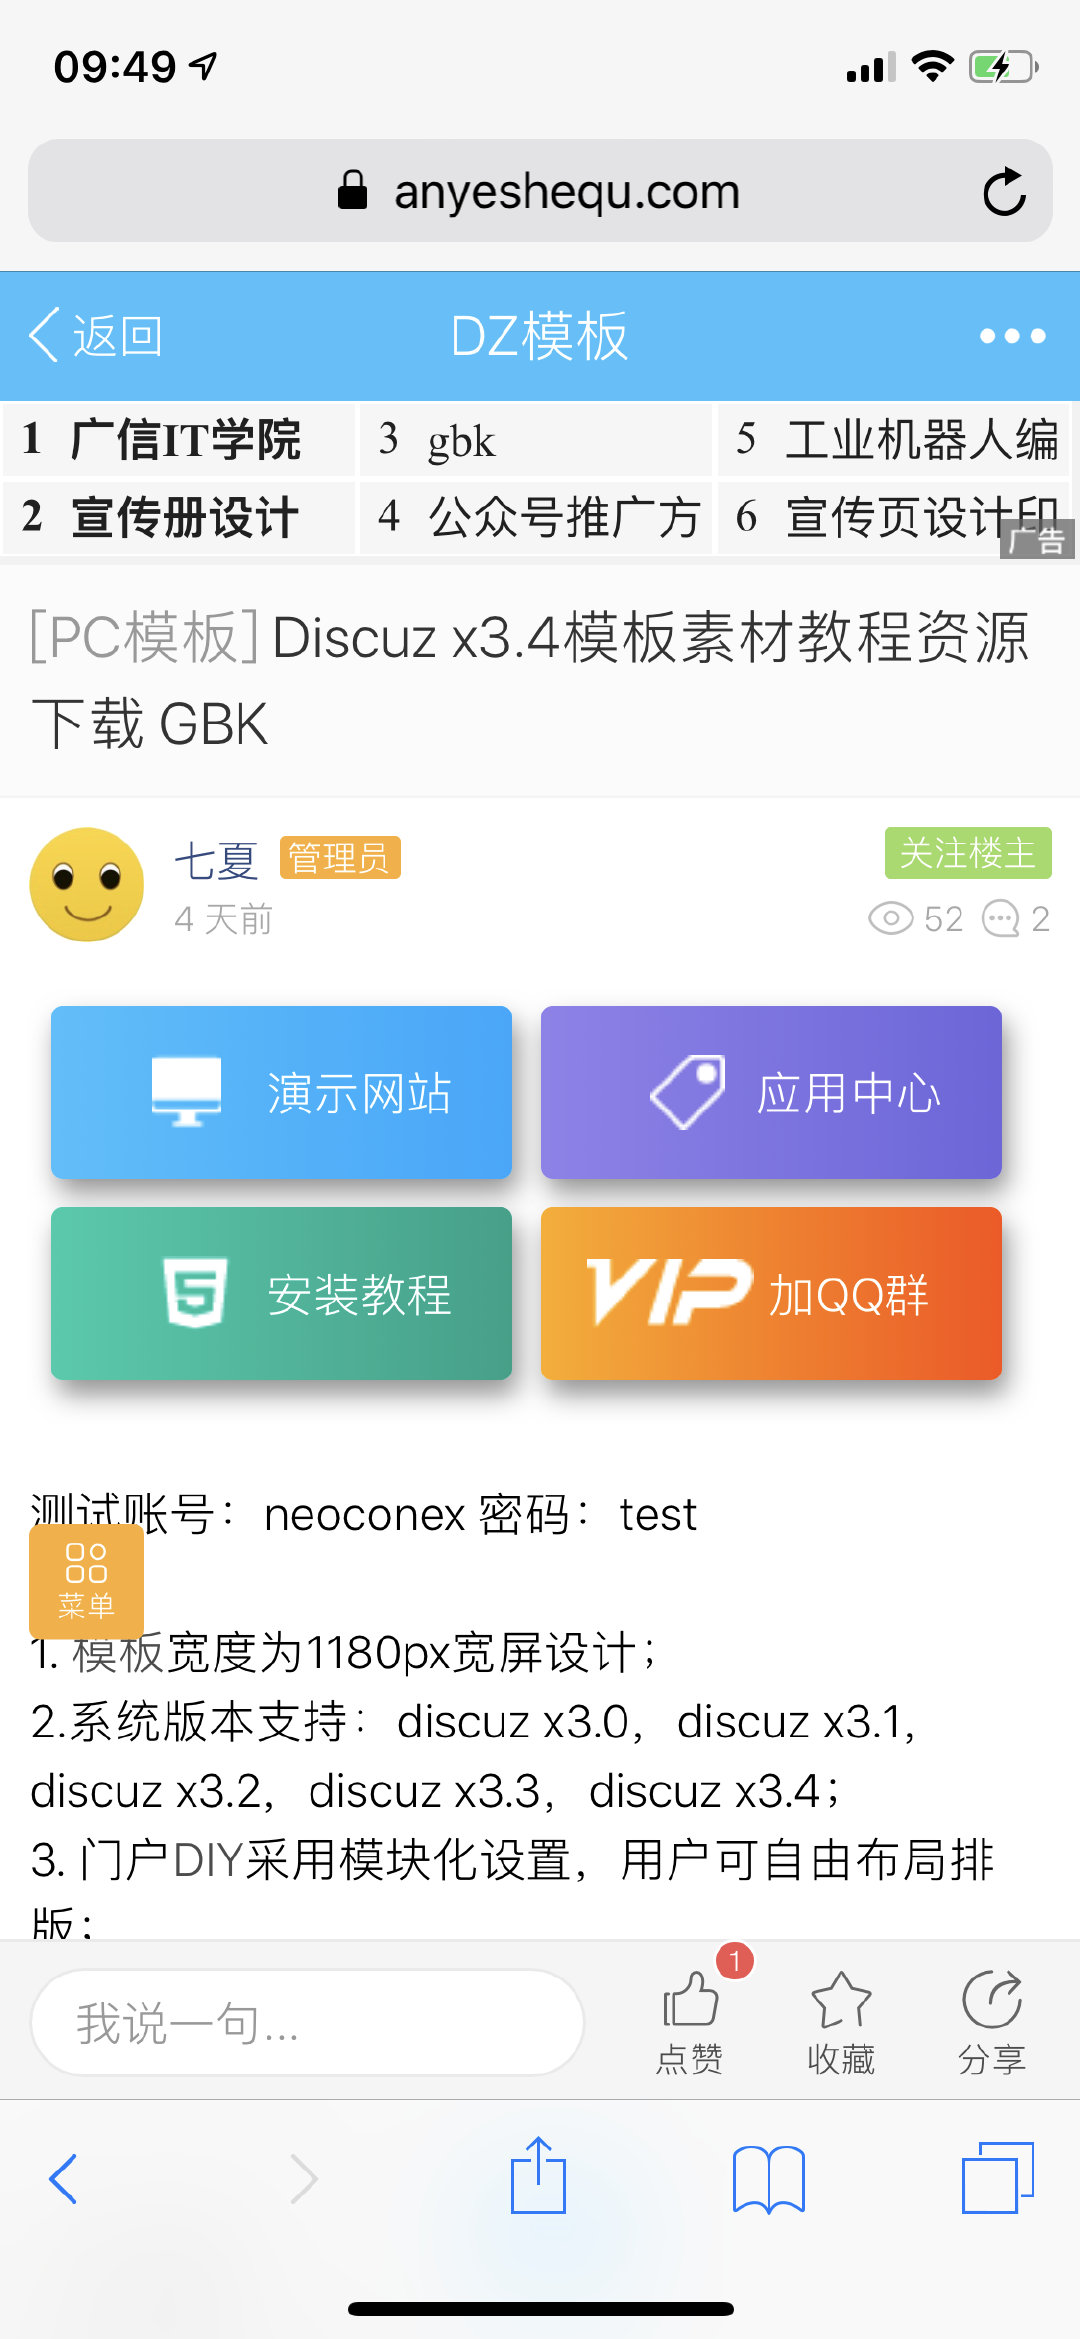 09:49
anyeshequ.com
返回
DZ模板
1 广信IT学院
3 gbk
5 工业机器人编
2 宣传册设计
4 公众号推广方
6 宣传页设计印
广告
[PC模板] Discuz x3.4模板素材教程资源
下载 GBK
七夏 管理员
关注楼主
4 天前
52 2
演示网站
应用中心
安装教程
VIP 加QQ群
测试账号：neoconex 密码：test
菜单
1. 模板宽度为1180px宽屏设计；
2.系统版本支持：discuz x3.0，discuz x3.1,
discuz x3.2，discuz x3.3，discuz x3.4；
3. 门户DIY采用模块化设置，用户可自由布局排
版；
我说一句...
1
点赞
收藏
分享